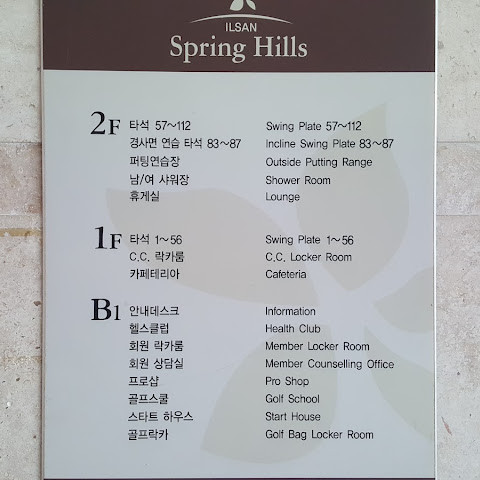 ILSAN
Spring Hills
2F 타석 57~112 Swing Plate 57~112
경사면 연습 타석 83~87 Incline Swing Plate 83~87
퍼팅연습장 Outside Putting Range
남/여 샤워장 Shower Room
휴게실 Lounge
1F 타석 1~56 Swing Plate 1~56
C.C. 락카룸 C.C. Locker Room
카페테리아 Cafeteria
B1 안내데스크 Information
헬스클럽 Health Club
회원 락카룸 Member Locker Room
회원 상담실 Member Counselling Office
프로샵 Pro Shop
골프스쿨 Golf School
스타트 하우스 Start House
골프락카 Golf Bag Locker Room